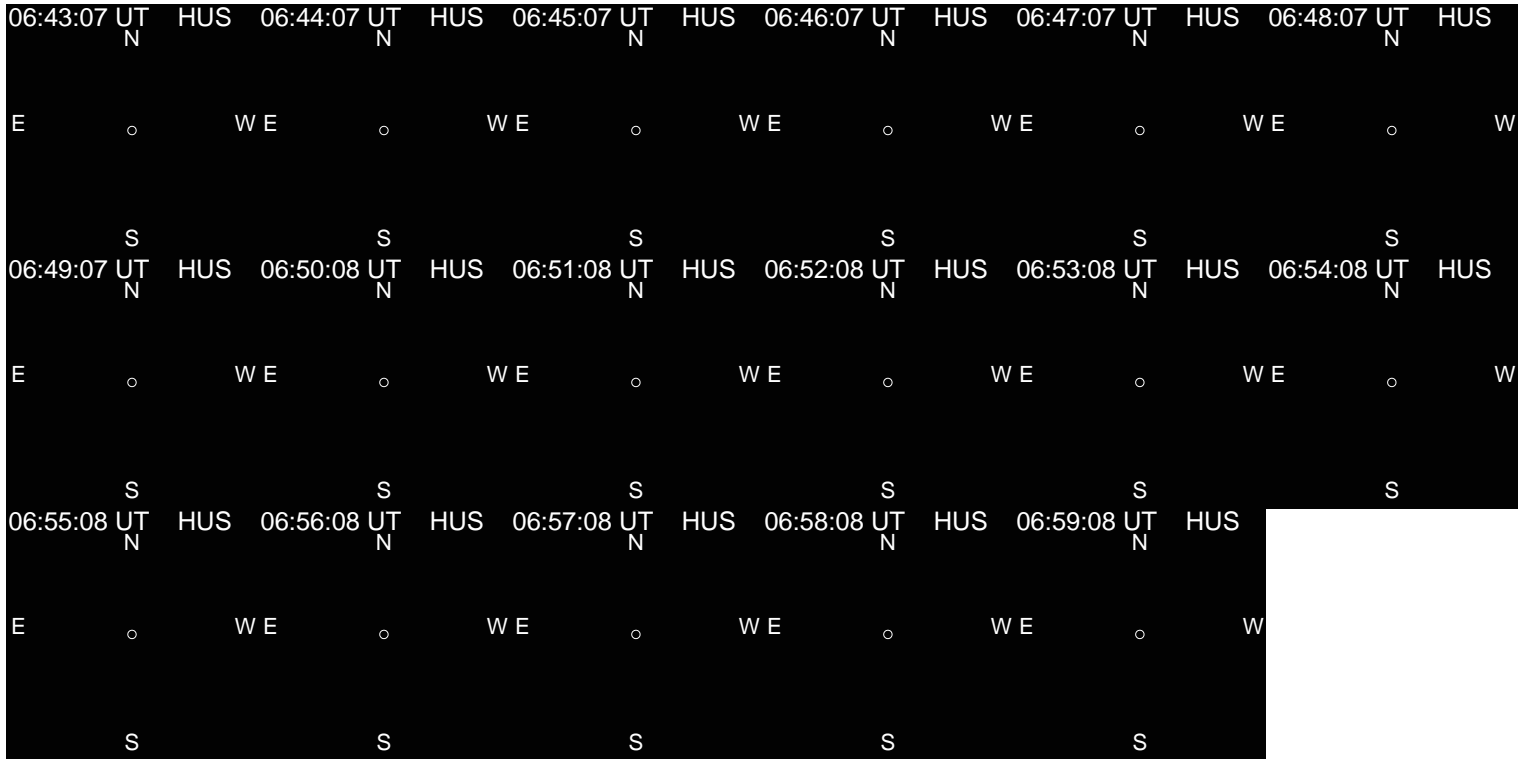 06:43:07 UT HUS 06:44:07 UT HUS 06:45:07 UT HUS 06:46:07 UT HUS 06:47:07 UT HUS 06:48:07 UT HUS
N N N N N N
E W E W E W E W E W E W
S S S S S S
06:49:07 UT HUS 06:50:08 UT HUS 06:51:08 UT HUS 06:52:08 UT HUS 06:53:08 UT HUS 06:54:08 UT HUS
N N N N N N
E W E W E W E W E W E W
S S S S S S
06:55:08 UT HUS 06:56:08 UT HUS 06:57:08 UT HUS 06:58:08 UT HUS 06:59:08 UT HUS
N N N N N
E W E W E W E W E W
S S S S S